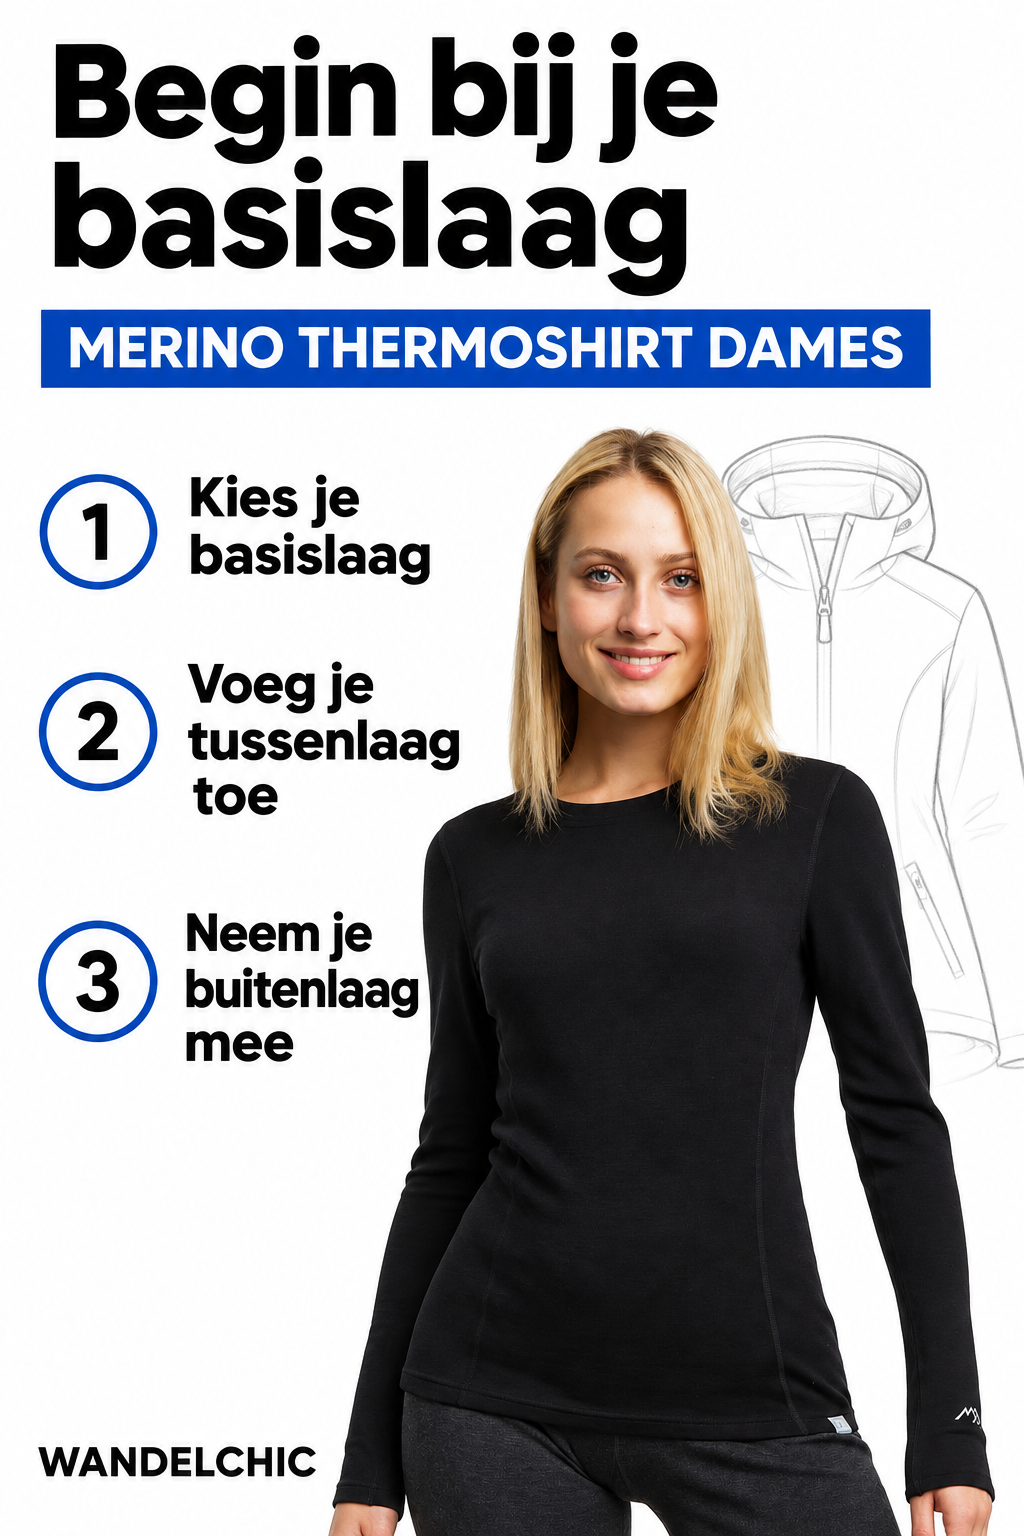 Begin bij je
basislaag
MERINO THERMOSHIRT DAMES
1
Kies je
basislaag
2
Voeg je
tussenlaag
toe
3
Neem je
buitenlaag
mee
WANDELCHIC